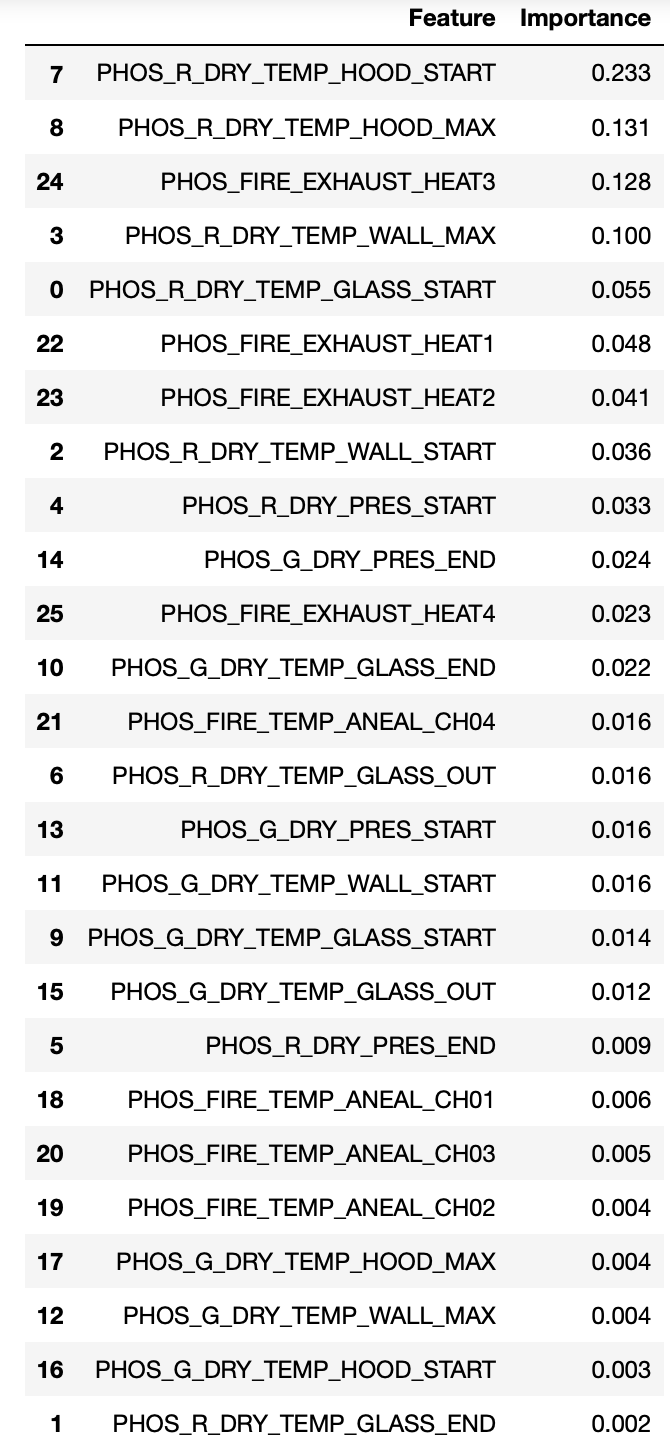 Feature Importance
7 PHOS_R_DRY_TEMP_HOOD_START 0.233
8 PHOS_R_DRY_TEMP_HOOD_MAX 0.131
24 PHOS_FIRE_EXHAUST_HEAT3 0.128
3 PHOS_R_DRY_TEMP_WALL_MAX 0.100
0 PHOS_R_DRY_TEMP_GLASS_START 0.055
22 PHOS_FIRE_EXHAUST_HEAT1 0.048
23 PHOS_FIRE_EXHAUST_HEAT2 0.041
2 PHOS_R_DRY_TEMP_WALL_START 0.036
4 PHOS_R_DRY_PRES_START 0.033
14 PHOS_G_DRY_PRES_END 0.024
25 PHOS_FIRE_EXHAUST_HEAT4 0.023
10 PHOS_G_DRY_TEMP_GLASS_END 0.022
21 PHOS_FIRE_TEMP_ANEAL_CH04 0.016
6 PHOS_R_DRY_TEMP_GLASS_OUT 0.016
13 PHOS_G_DRY_PRES_START 0.016
11 PHOS_G_DRY_TEMP_WALL_START 0.016
9 PHOS_G_DRY_TEMP_GLASS_START 0.014
15 PHOS_G_DRY_TEMP_GLASS_OUT 0.012
5 PHOS_R_DRY_PRES_END 0.009
18 PHOS_FIRE_TEMP_ANEAL_CH01 0.006
20 PHOS_FIRE_TEMP_ANEAL_CH03 0.005
19 PHOS_FIRE_TEMP_ANEAL_CH02 0.004
17 PHOS_G_DRY_TEMP_HOOD_MAX 0.004
12 PHOS_G_DRY_TEMP_WALL_MAX 0.004
16 PHOS_G_DRY_TEMP_HOOD_START 0.003
1 PHOS_R_DRY_TEMP_GLASS_END 0.002